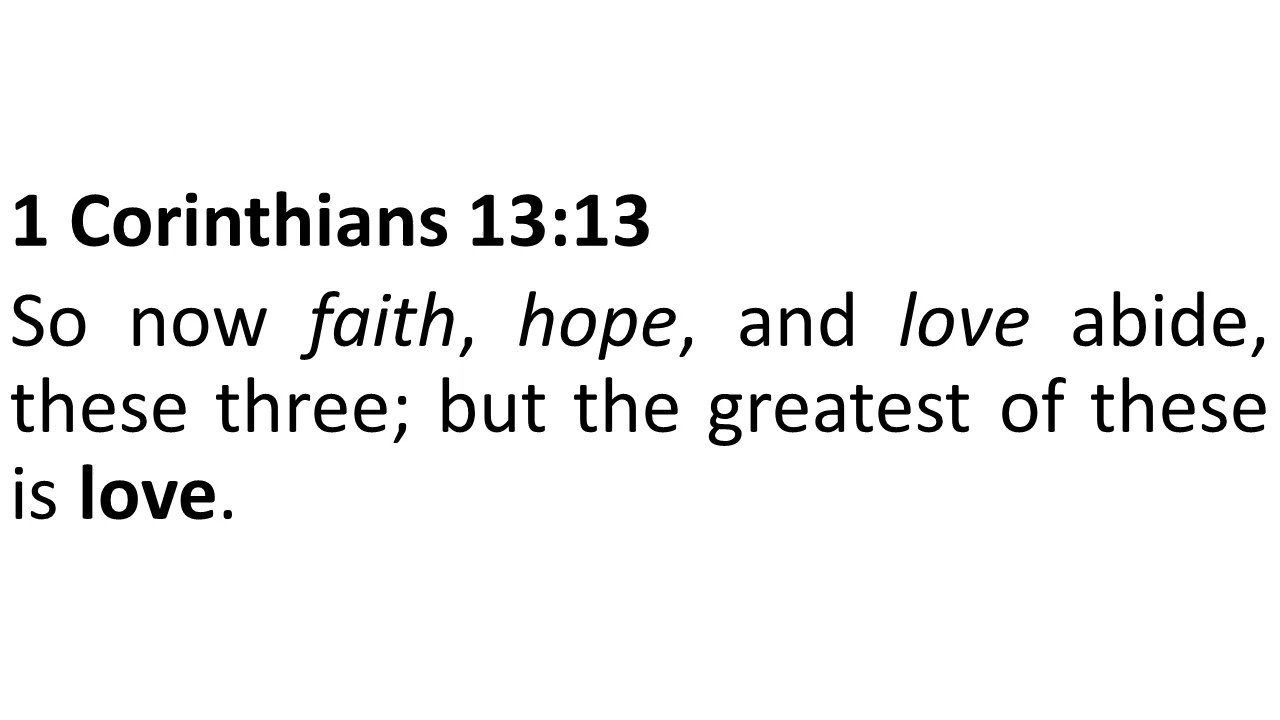 1 Corinthians 13:13
So now faith, hope, and love abide,
these three; but the greatest of these
is love.